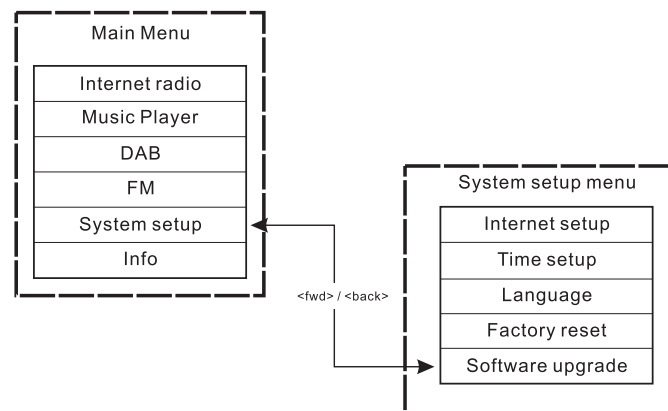 Main Menu
Internet radio
Music Player
DAB
FM
System setup
Info
<fwd> / <back>
System setup menu
Internet setup
Time setup
Language
Factory reset
Software upgrade